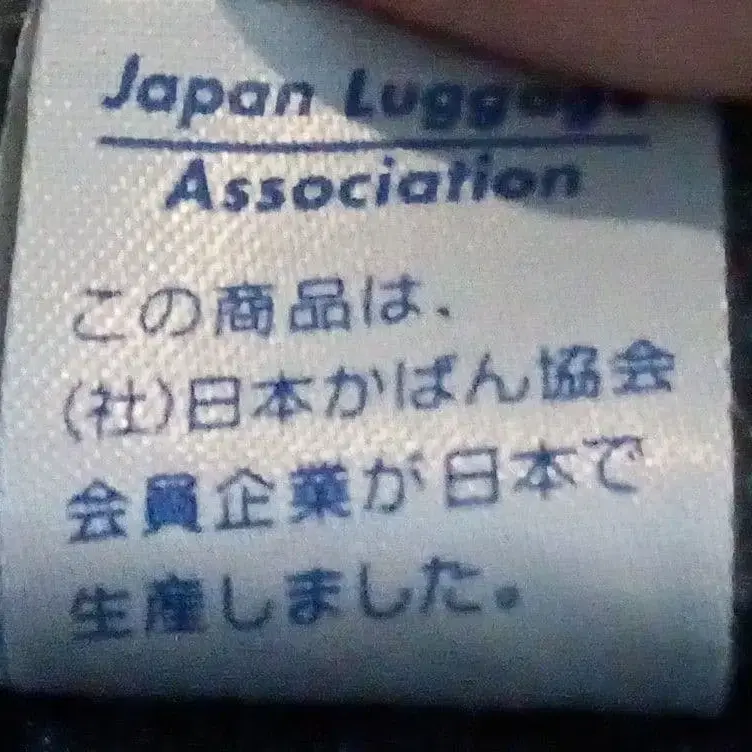 Japan Luggage
Association
この商品は、
(社)日本かばん協会
会員企業が日本で
生産しました。